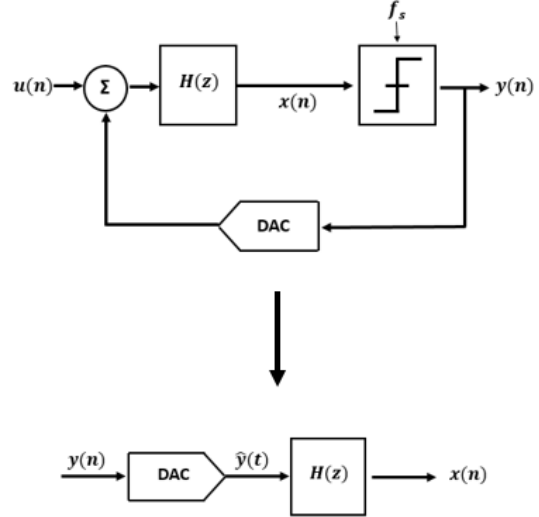 f_s
u(n)
Σ
H(z)
x(n)
y(n)
DAC
y(n)
DAC
ŷ(t)
H(z)
x(n)